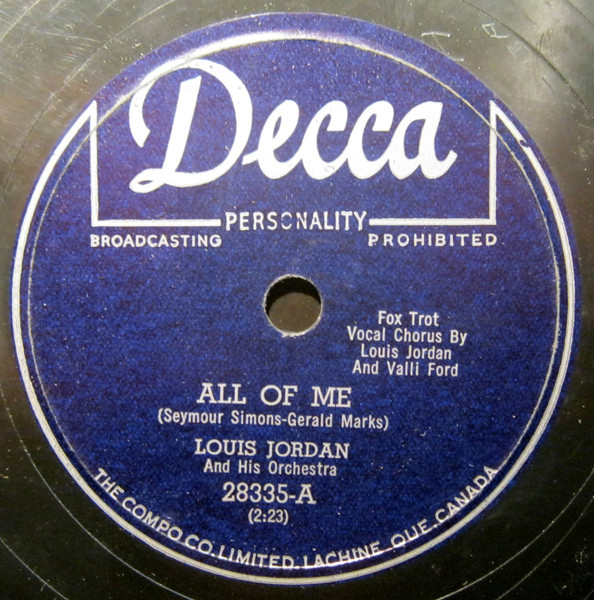 Decca
PERSONALITY
BROADCASTING PROHIBITED
Fox Trot
Vocal Chorus By
Louis Jordan
And Valli Ford
ALL OF ME
(Seymour Simons-Gerald Marks)
LOUIS JORDAN
And His Orchestra
28335-A
(2:23)
THE COMPO CO. LIMITED, LACHINE, QUE. CANADA